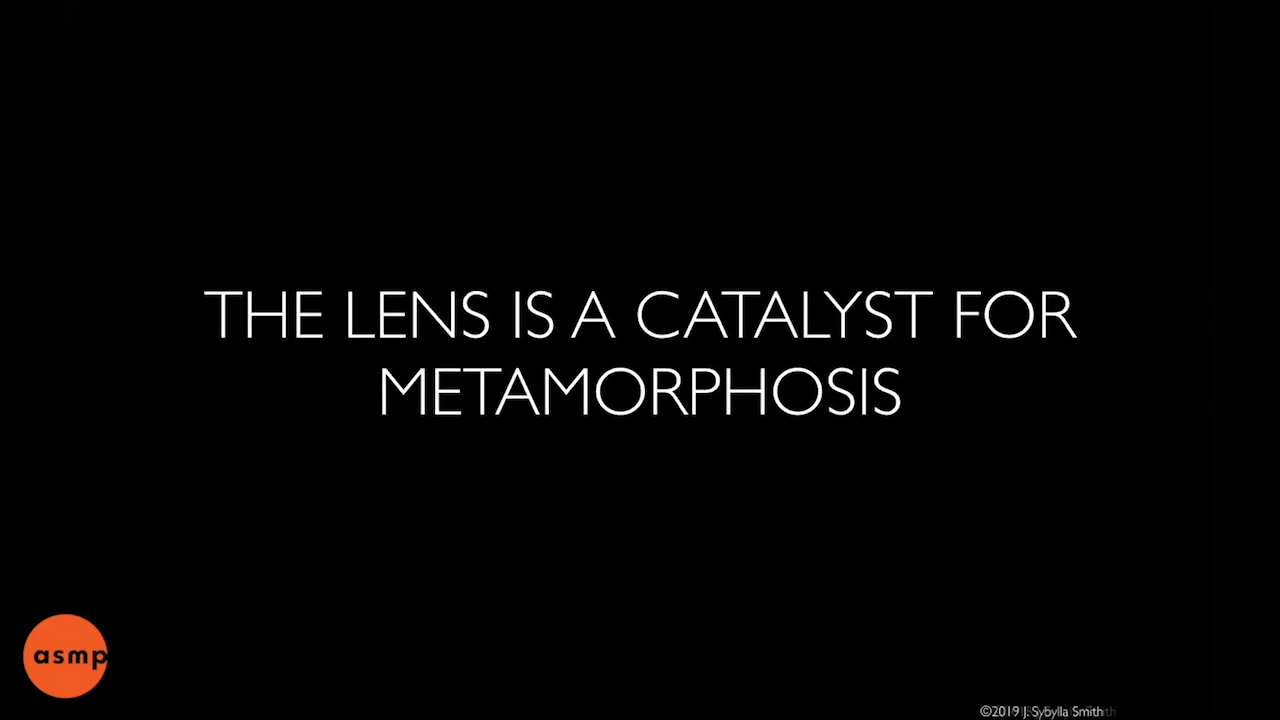 THE LENS IS A CATALYST FOR
METAMORPHOSIS
asmp
©2019 J. Sybylla Smith